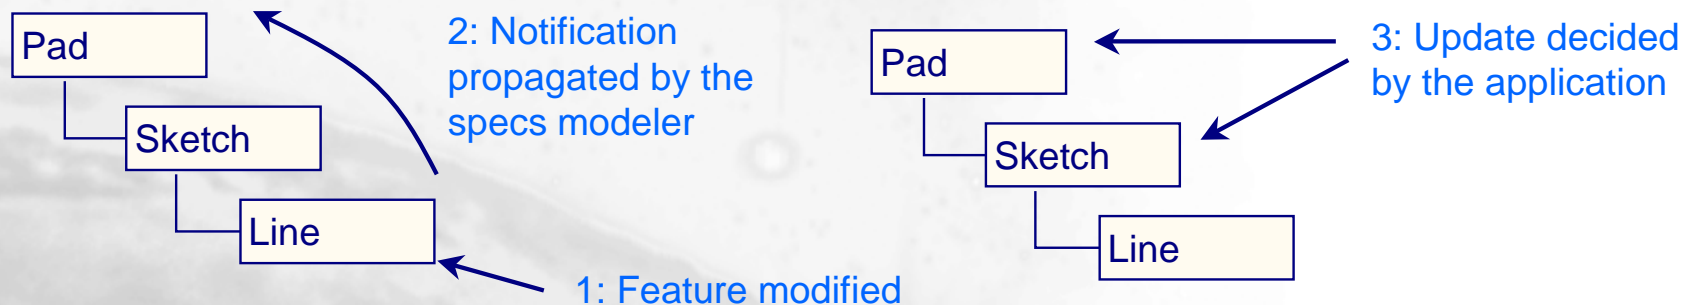 Pad
Sketch
Line
2: Notification
propagated by the
specs modeler
1: Feature modified
Pad
Sketch
Line
3: Update decided
by the application